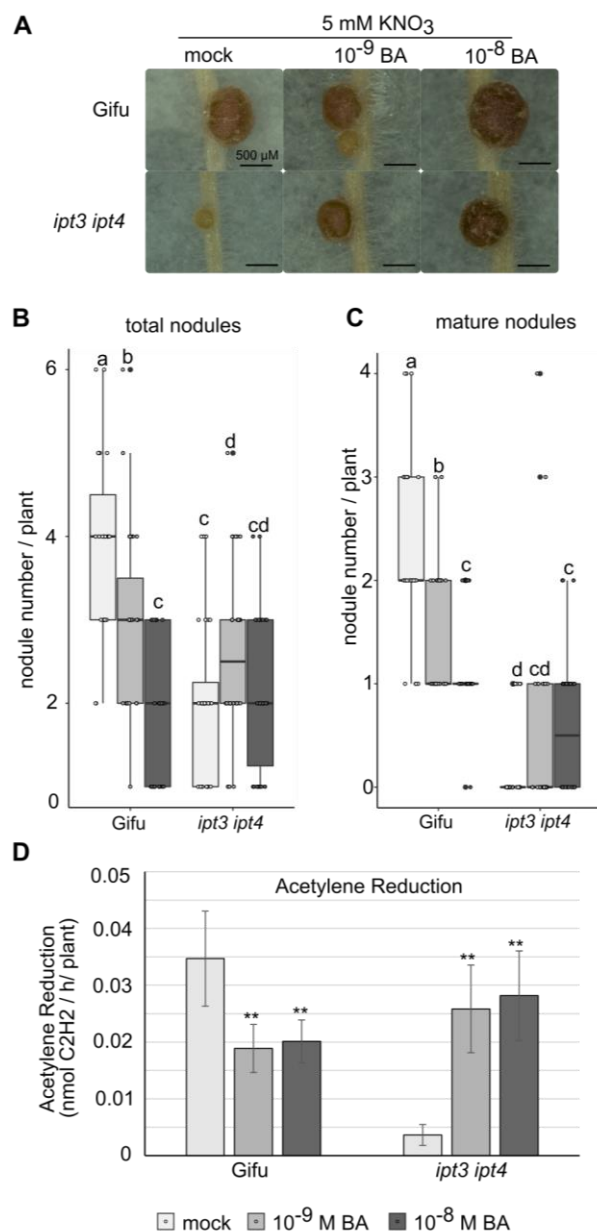 A
5 mM KNO3
mock 10-9 BA 10-8 BA
Gifu
500 µM
ipt3 ipt4
B
total nodules
C
mature nodules
nodule number / plant
6
4
2
0
a
b
c
c
d
cd
Gifu ipt3 ipt4
nodule number / plant
4
3
2
1
0
a
b
c
d
cd
c
Gifu ipt3 ipt4
D
Acetylene Reduction
Acetylene Reduction
(nmol C2H2 / h/ plant)
0.05
0.04
0.03
0.02
0.01
0
** **
** **
Gifu ipt3 ipt4
mock 10-9 M BA 10-8 M BA